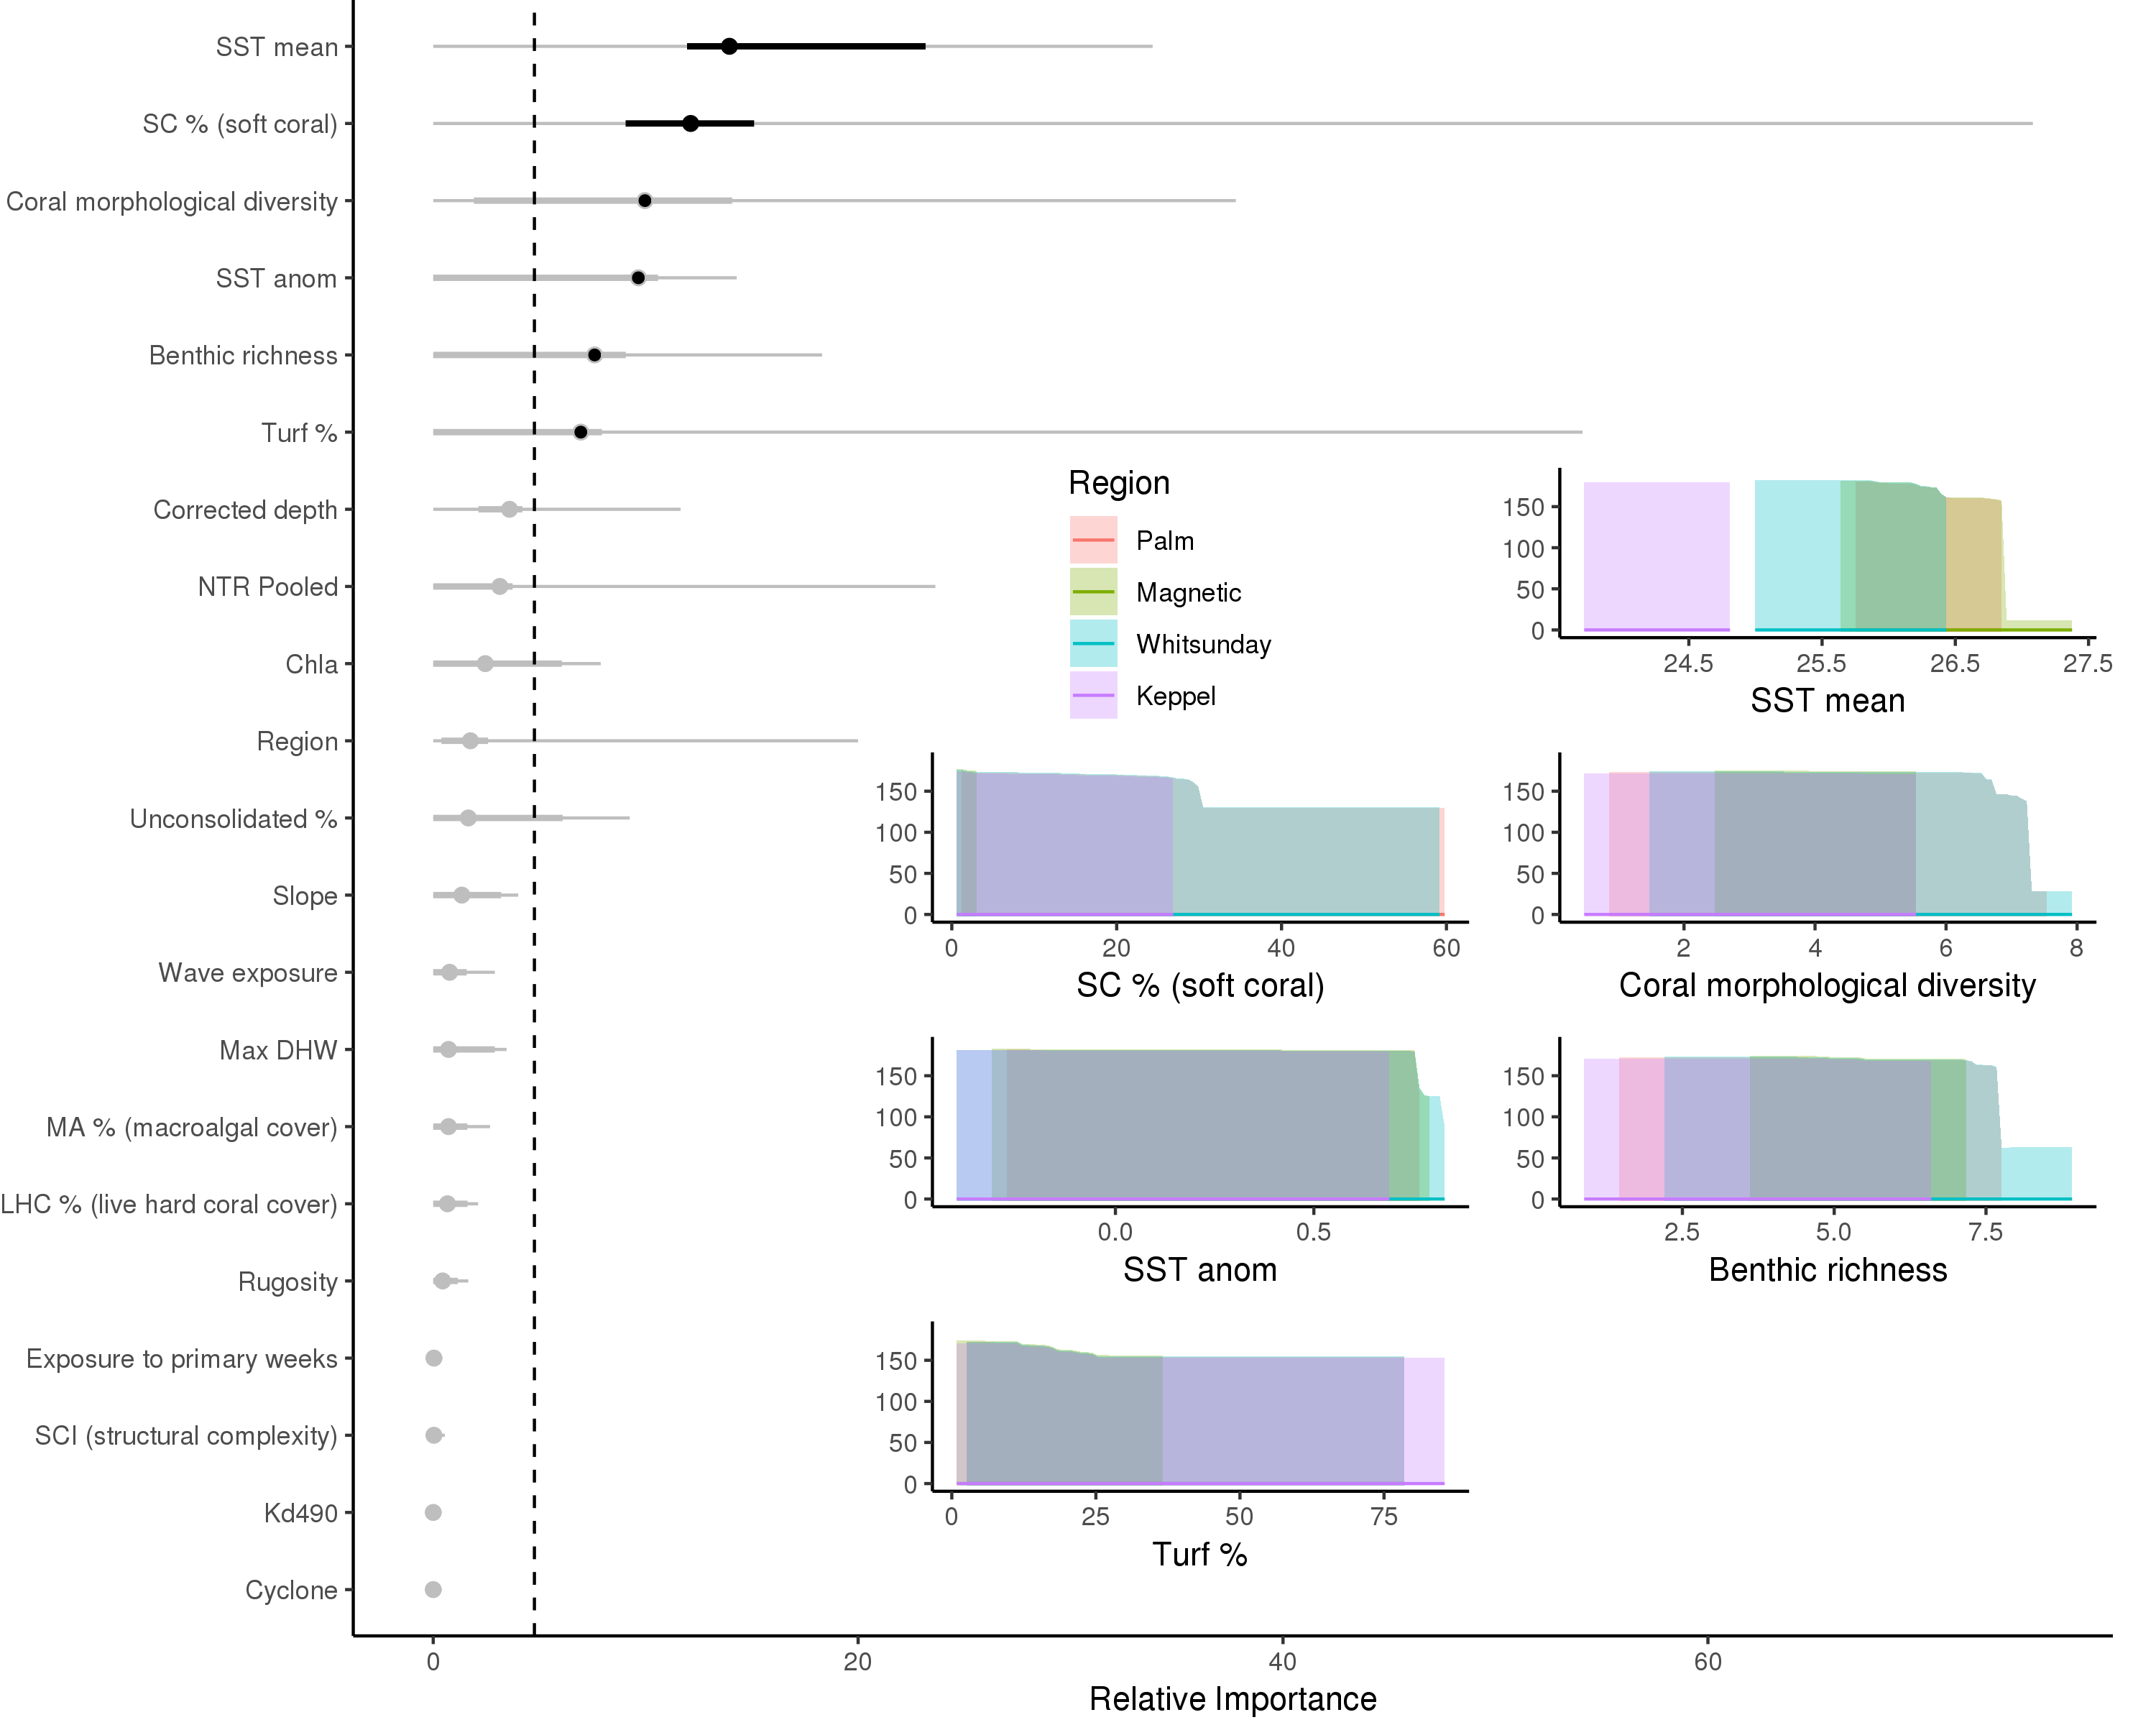 SST mean
SC % (soft coral)
Coral morphological diversity
SST anom
Benthic richness
Turf %
Corrected depth
NTR Pooled
Chla
Region
Unconsolidated %
Slope
Wave exposure
Max DHW
MA % (macroalgal cover)
LHC % (live hard coral cover)
Rugosity
Exposure to primary weeks
SCI (structural complexity)
Kd490
Cyclone
0 20 40 60
Relative Importance
Region
Palm
Magnetic
Whitsunday
Keppel
150
100
50
0
24.5 25.5 26.5 27.5
SST mean
150
100
50
0
0 20 40 60
SC % (soft coral)
150
100
50
0
2 4 6 8
Coral morphological diversity
150
100
50
0
0.0 0.5
SST anom
150
100
50
0
2.5 5.0 7.5
Benthic richness
150
100
50
0
0 25 50 75
Turf %